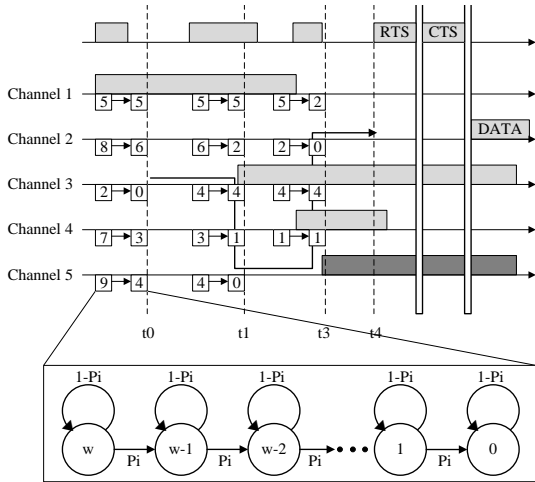 RTS CTS
Channel 1
5 5 5 5 5 2
Channel 2 DATA
8 6 6 2 2 0
Channel 3
2 0 4 4 4 4
Channel 4
7 3 3 1 1 1
Channel 5
9 4 4 0
t0 t1 t3 t4
1-Pi 1-Pi 1-Pi 1-Pi 1-Pi
w w-1 w-2 1 0
Pi Pi Pi Pi